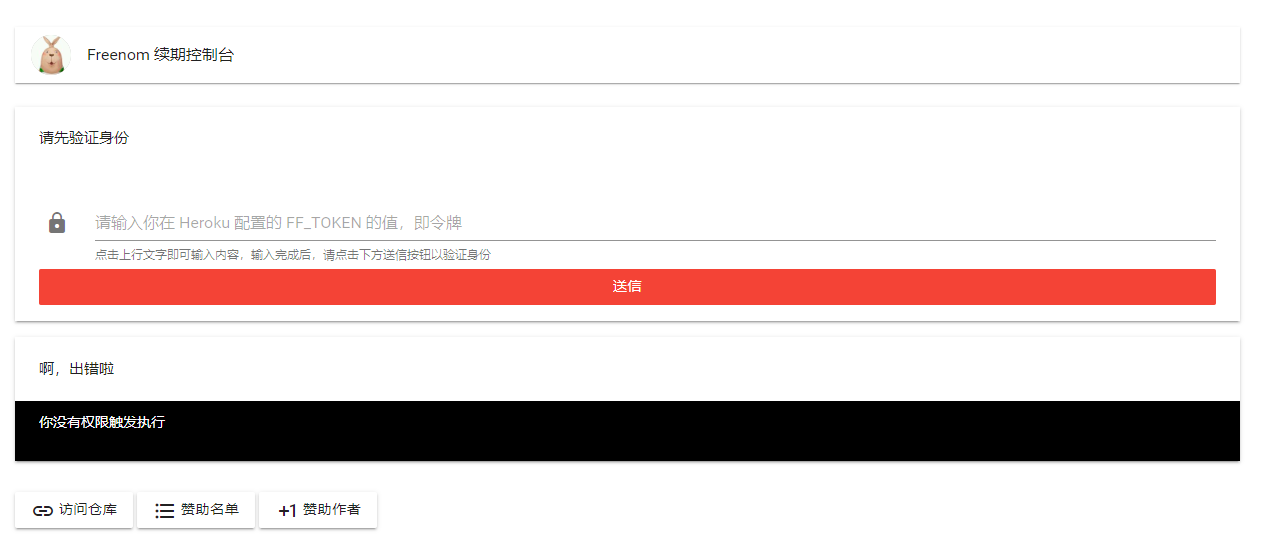 Freenom 续期控制台
请先验证身份
请输入你在 Heroku 配置的 FF_TOKEN 的值，即令牌
点击上行文字即可输入内容，输入完成后，请点击下方送信按钮以验证身份
送信
啊，出错啦
你没有权限触发执行
访问仓库 赞助名单 +1 赞助作者